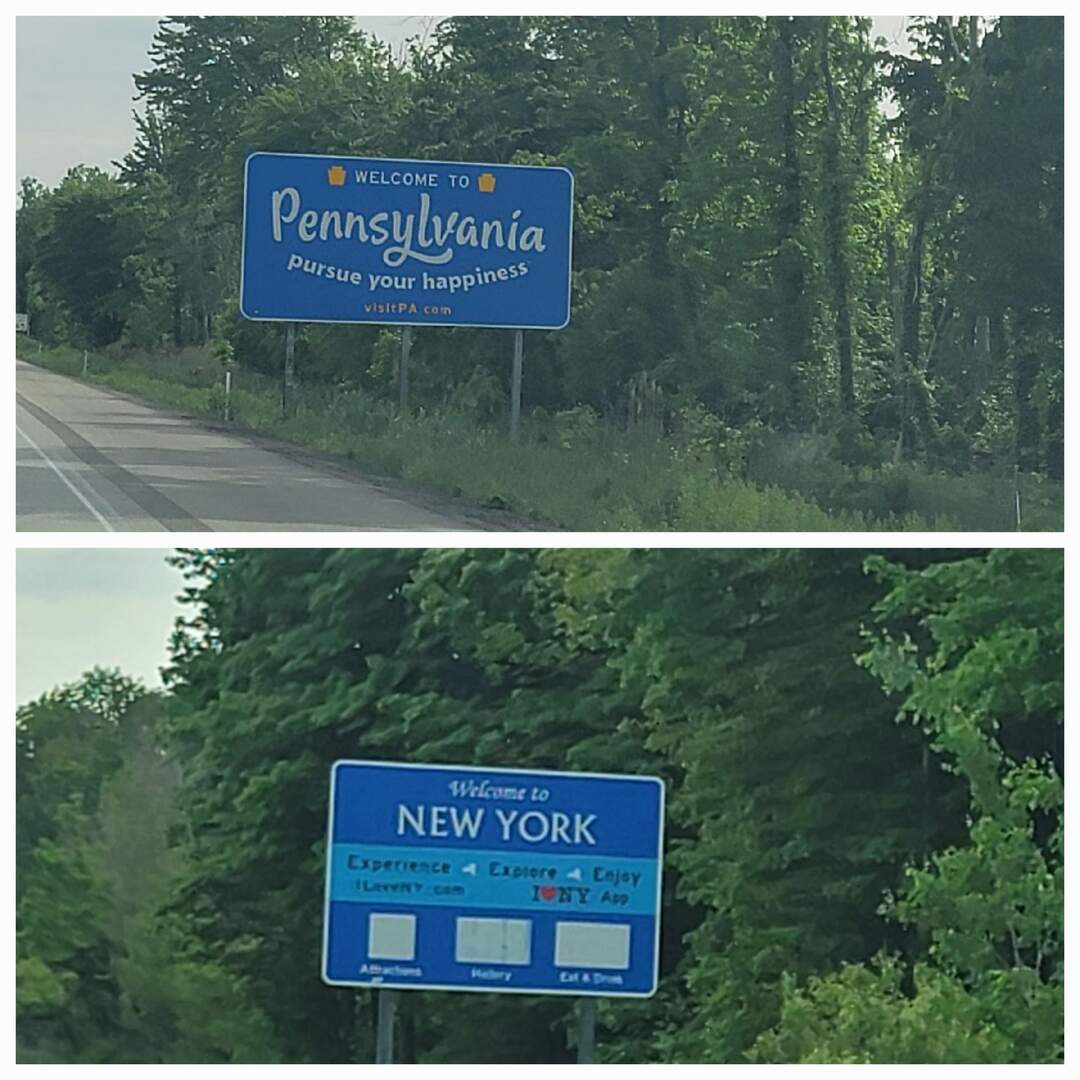 WELCOME TO
Pennsylvania
pursue your happiness
visitPA.com
Welcome to
NEW YORK
Experience Explore Enjoy
ILoveNY.com I ♥ NY App
Attractions History Eat & Drink